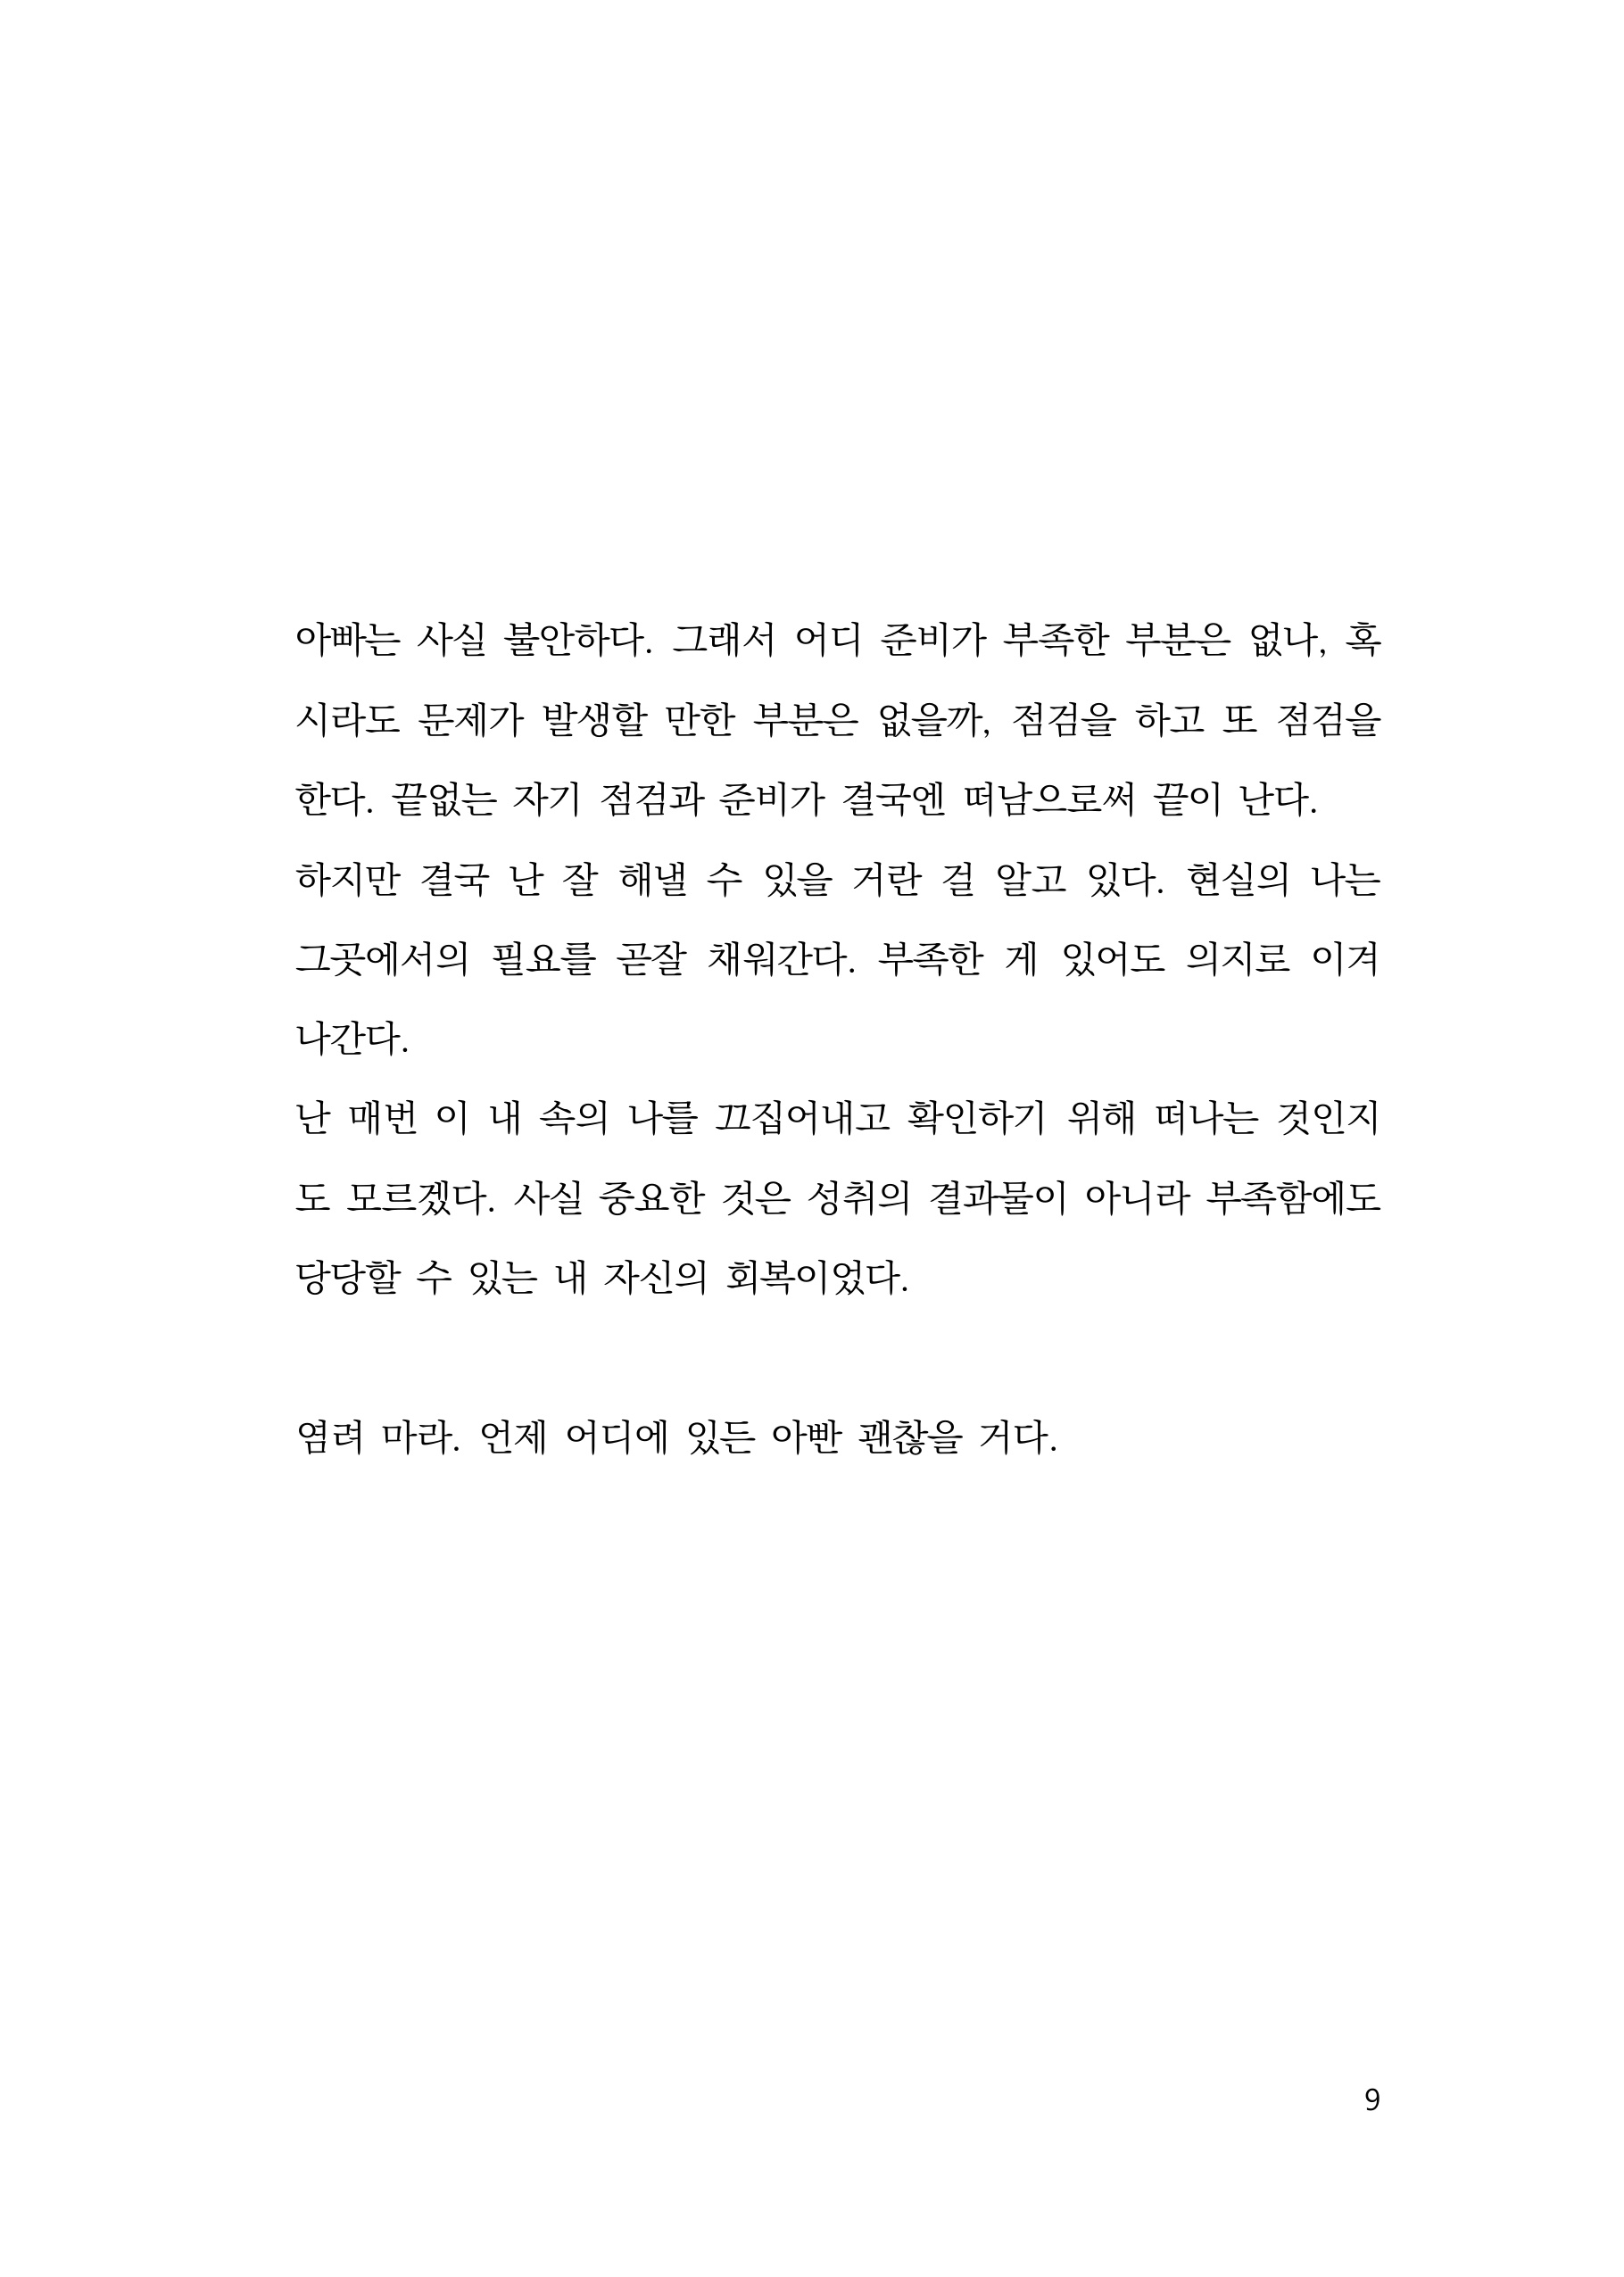 아빠는 사실 불안하다. 그래서 어디 준비가 부족한 부분은 없나, 혹
시라도 문제가 발생할 만한 부분은 없을까, 점검을 하고 또 점검을
한다. 끝없는 자기 점검과 준비가 결국엔 떠남으로써 끝이 난다.
하지만 결국 난 잘 해낼 수 있을 거란 걸 알고 있다. 현실의 나는
그곳에서의 필요를 곧잘 채워간다. 부족한 게 있어도 의지로 이겨
나간다.
난 매번 이 내 속의 나를 끄집어내고 확인하기 위해 떠나는 것인지
도 모르겠다. 사실 중요한 것은 성취의 결과물이 아니라 부족함에도
당당할 수 있는 내 자신의 회복이었다.
염려 마라. 언제 어디에 있든 아빤 괜찮을 거다.
9